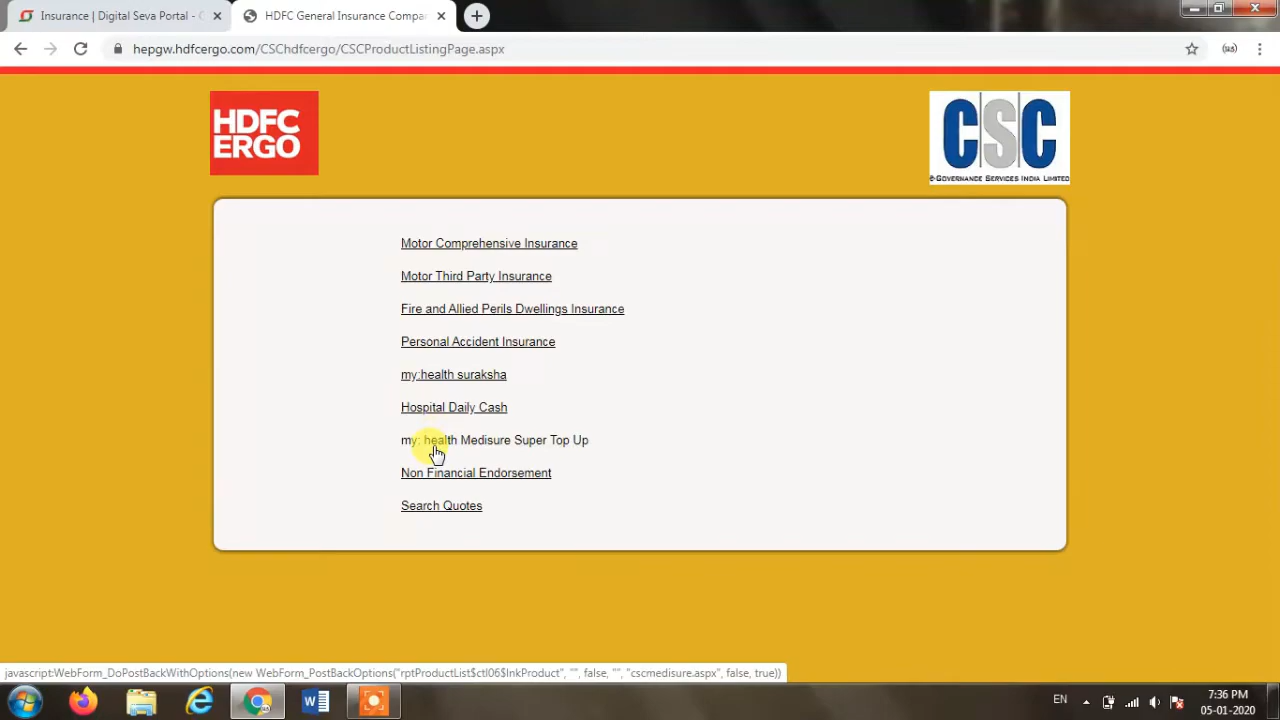 Insurance | Digital Seva Portal - C
HDFC General Insurance Compa
hepgw.hdfcergo.com/CSChdfcergo/CSCProductListingPage.aspx
HDFC
ERGO
CSC
e-GOVERNANCE SERVICES INDIA LIMITED
Motor Comprehensive Insurance
Motor Third Party Insurance
Fire and Allied Perils Dwellings Insurance
Personal Accident Insurance
my:health suraksha
Hospital Daily Cash
my: health Medisure Super Top Up
Non Financial Endorsement
Search Quotes
javascript:WebForm_DoPostBackWithOptions(new WebForm_PostBackOptions("rptProductList$ctl06$lnkProduct", "", false, "", "cscmedisure.aspx", false, true))
EN
7:36 PM
05-01-2020